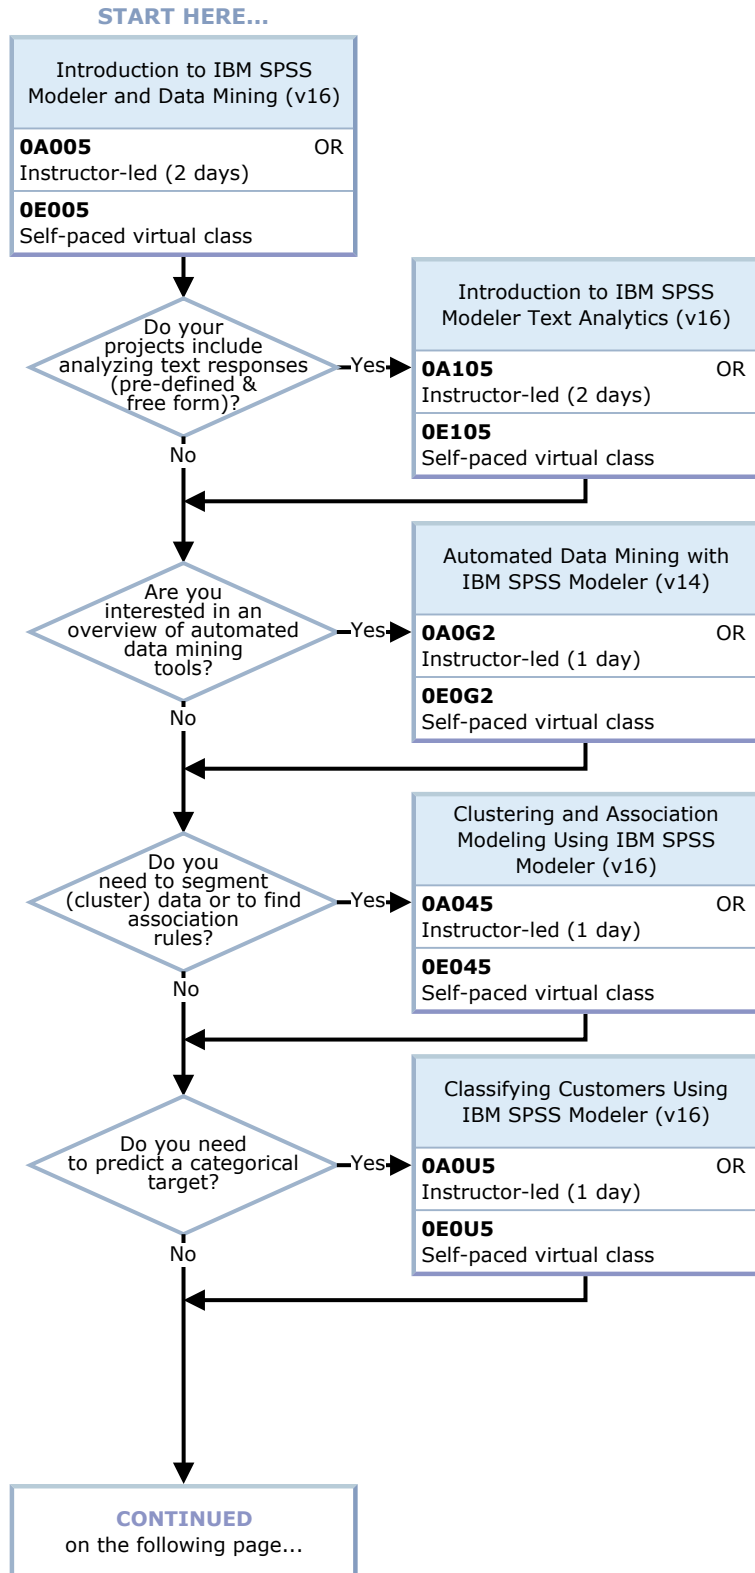 START HERE...
Introduction to IBM SPSS
Modeler and Data Mining (v16)
0A005 OR
Instructor-led (2 days)
0E005
Self-paced virtual class
Do your
projects include
analyzing text responses
(pre-defined &
free form)?
Yes
No
Introduction to IBM SPSS
Modeler Text Analytics (v16)
0A105 OR
Instructor-led (2 days)
0E105
Self-paced virtual class
Are you
interested in an
overview of automated
data mining
tools?
Yes
No
Automated Data Mining with
IBM SPSS Modeler (v14)
0A0G2 OR
Instructor-led (1 day)
0E0G2
Self-paced virtual class
Do you
need to segment
(cluster) data or to find
association
rules?
Yes
No
Clustering and Association
Modeling Using IBM SPSS
Modeler (v16)
0A045 OR
Instructor-led (1 day)
0E045
Self-paced virtual class
Do you need
to predict a categorical
target?
Yes
No
Classifying Customers Using
IBM SPSS Modeler (v16)
0A0U5 OR
Instructor-led (1 day)
0E0U5
Self-paced virtual class
CONTINUED
on the following page...